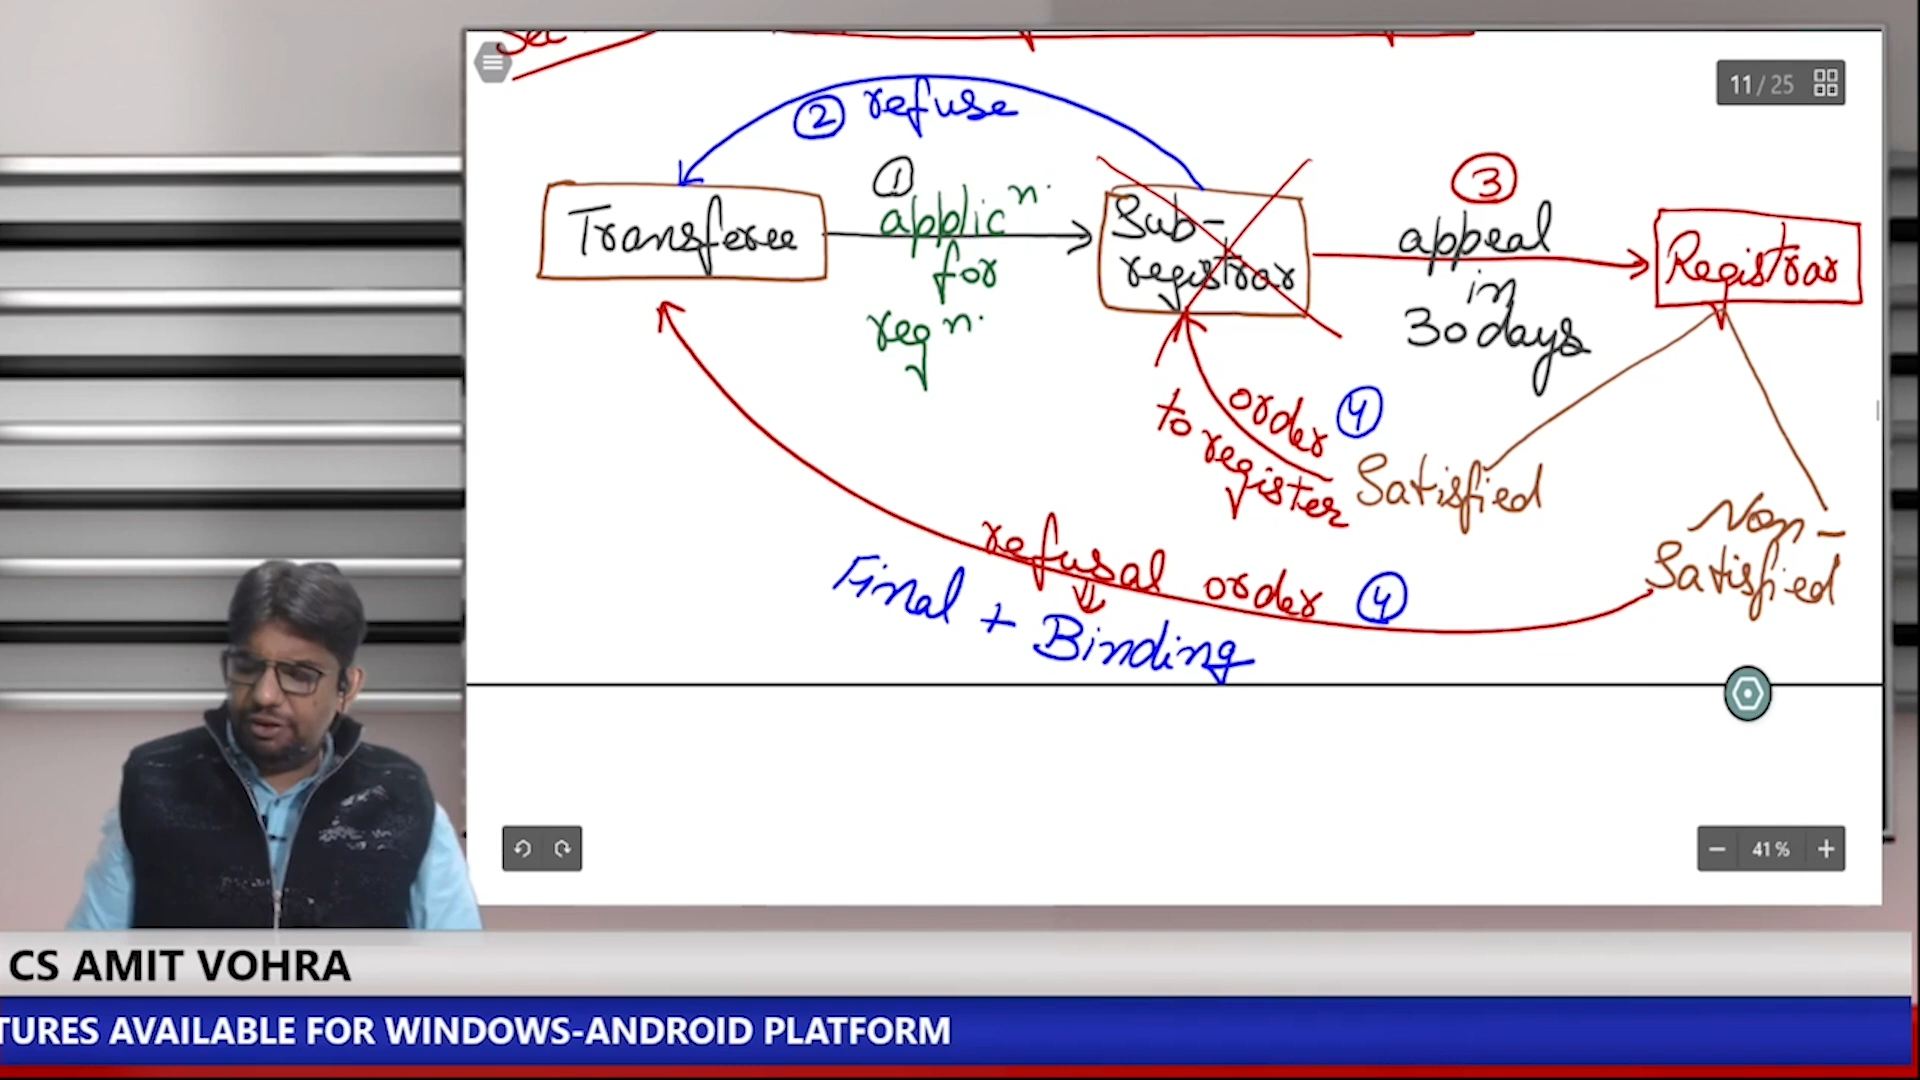 Sec
11 / 25
② refuse
①
applicⁿ·
for
regⁿ·
Transferee
Sub-
registrar
③
appeal
in
30 days
Registrar
order ④
to register
Satisfied
Non-
Satisfied
refusal order ④
Final + Binding
41 %
CS AMIT VOHRA
TURES AVAILABLE FOR WINDOWS-ANDROID PLATFORM